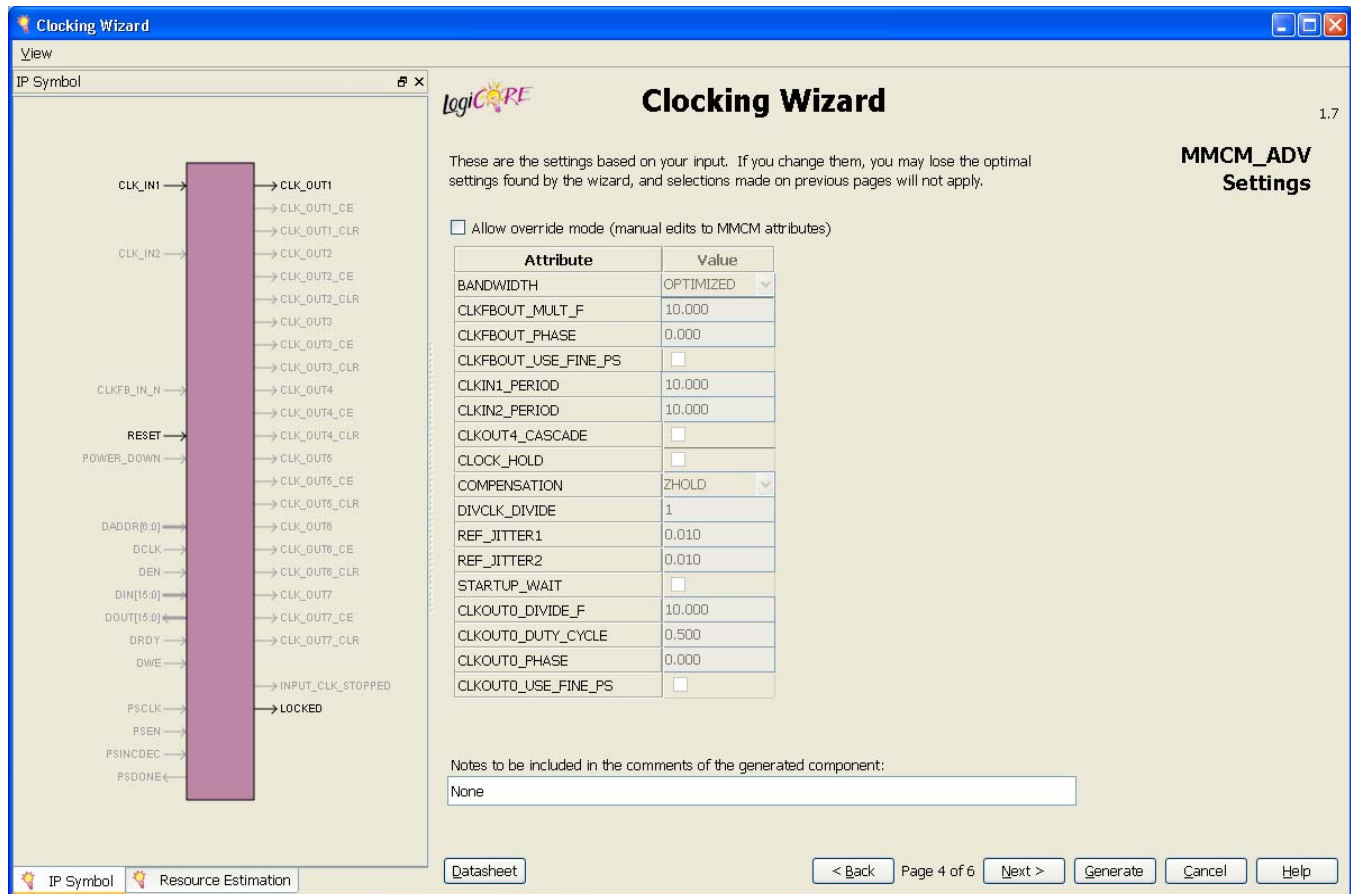 Clocking Wizard
View
IP Symbol
CLK_IN1
CLK_IN2
CLKFB_IN_N
RESET
POWER_DOWN
DADDR[6:0]
DCLK
DEN
DIN[15:0]
DOUT[15:0]
DRDY
DWE
PSCLK
PSEN
PSINCDEC
PSDONE
CLK_OUT1
CLK_OUT1_CE
CLK_OUT1_CLR
CLK_OUT2
CLK_OUT2_CE
CLK_OUT2_CLR
CLK_OUT3
CLK_OUT3_CE
CLK_OUT3_CLR
CLK_OUT4
CLK_OUT4_CE
CLK_OUT4_CLR
CLK_OUT5
CLK_OUT5_CE
CLK_OUT5_CLR
CLK_OUT6
CLK_OUT6_CE
CLK_OUT6_CLR
CLK_OUT7
CLK_OUT7_CE
CLK_OUT7_CLR
INPUT_CLK_STOPPED
LOCKED
IP Symbol
Resource Estimation
LogiCORE
Clocking Wizard
1.7
These are the settings based on your input. If you change them, you may lose the optimal
settings found by the wizard, and selections made on previous pages will not apply.
MMCM_ADV
Settings
Allow override mode (manual edits to MMCM attributes)
Attribute Value
BANDWIDTH OPTIMIZED
CLKFBOUT_MULT_F 10.000
CLKFBOUT_PHASE 0.000
CLKFBOUT_USE_FINE_PS
CLKIN1_PERIOD 10.000
CLKIN2_PERIOD 10.000
CLKOUT4_CASCADE
CLOCK_HOLD
COMPENSATION ZHOLD
DIVCLK_DIVIDE 1
REF_JITTER1 0.010
REF_JITTER2 0.010
STARTUP_WAIT
CLKOUT0_DIVIDE_F 10.000
CLKOUT0_DUTY_CYCLE 0.500
CLKOUT0_PHASE 0.000
CLKOUT0_USE_FINE_PS
Notes to be included in the comments of the generated component:
None
Datasheet
< Back Page 4 of 6 Next > Generate Cancel Help